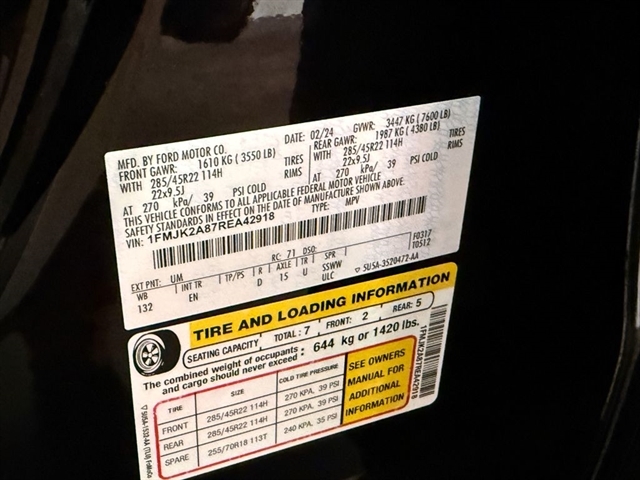 MFD. BY FORD MOTOR CO.
DATE: 02/24 GVWR: 3447 KG (7600 LB)
FRONT GAWR: 1610 KG (3550 LB) REAR GAWR: 1987 KG (4380 LB)
WITH 285/45R22 114H TIRES 285/45R22 114H TIRES
22x9.5J RIMS 22x9.5J RIMS
AT 270 kPa/ 39 PSI COLD AT 270 kPa/ 39 PSI COLD
THIS VEHICLE CONFORMS TO ALL APPLICABLE FEDERAL MOTOR VEHICLE
SAFETY STANDARDS IN EFFECT ON THE DATE OF MANUFACTURE SHOWN ABOVE.
VIN: 1FMJK2A87REA42918 TYPE: MPV
F0317
10512
EXT PNT: UM RC: 71 DSO:
WB INT TR TP/PS R AXLE TR SPR
132 EN D 15 U SSWW
ULC ▽ 5U5A-3520472-AA
TIRE AND LOADING INFORMATION
SEATING CAPACITY TOTAL: 7 FRONT: 2 REAR: 5
The combined weight of occupants
and cargo should never exceed : 644 kg or 1420 lbs.
TIRE SIZE COLD TIRE PRESSURE
FRONT 285/45R22 114H 270 KPA, 39 PSI
REAR 285/45R22 114H 270 KPA, 39 PSI
SPARE 255/70R18 113T 240 KPA, 35 PSI
SEE OWNERS
MANUAL FOR
ADDITIONAL
INFORMATION
1FMJK2A87REA42918